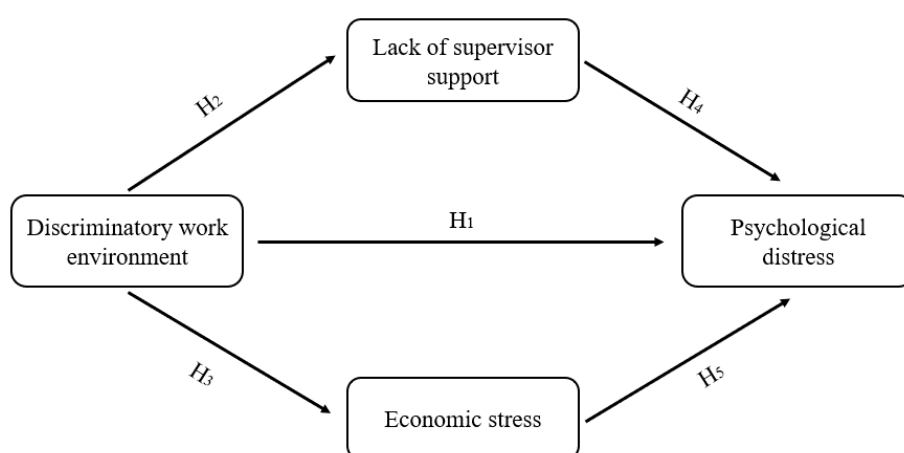 Lack of supervisor
support
H₂
H₄
Discriminatory work
environment
H₁
Psychological
distress
H₃
H₅
Economic stress